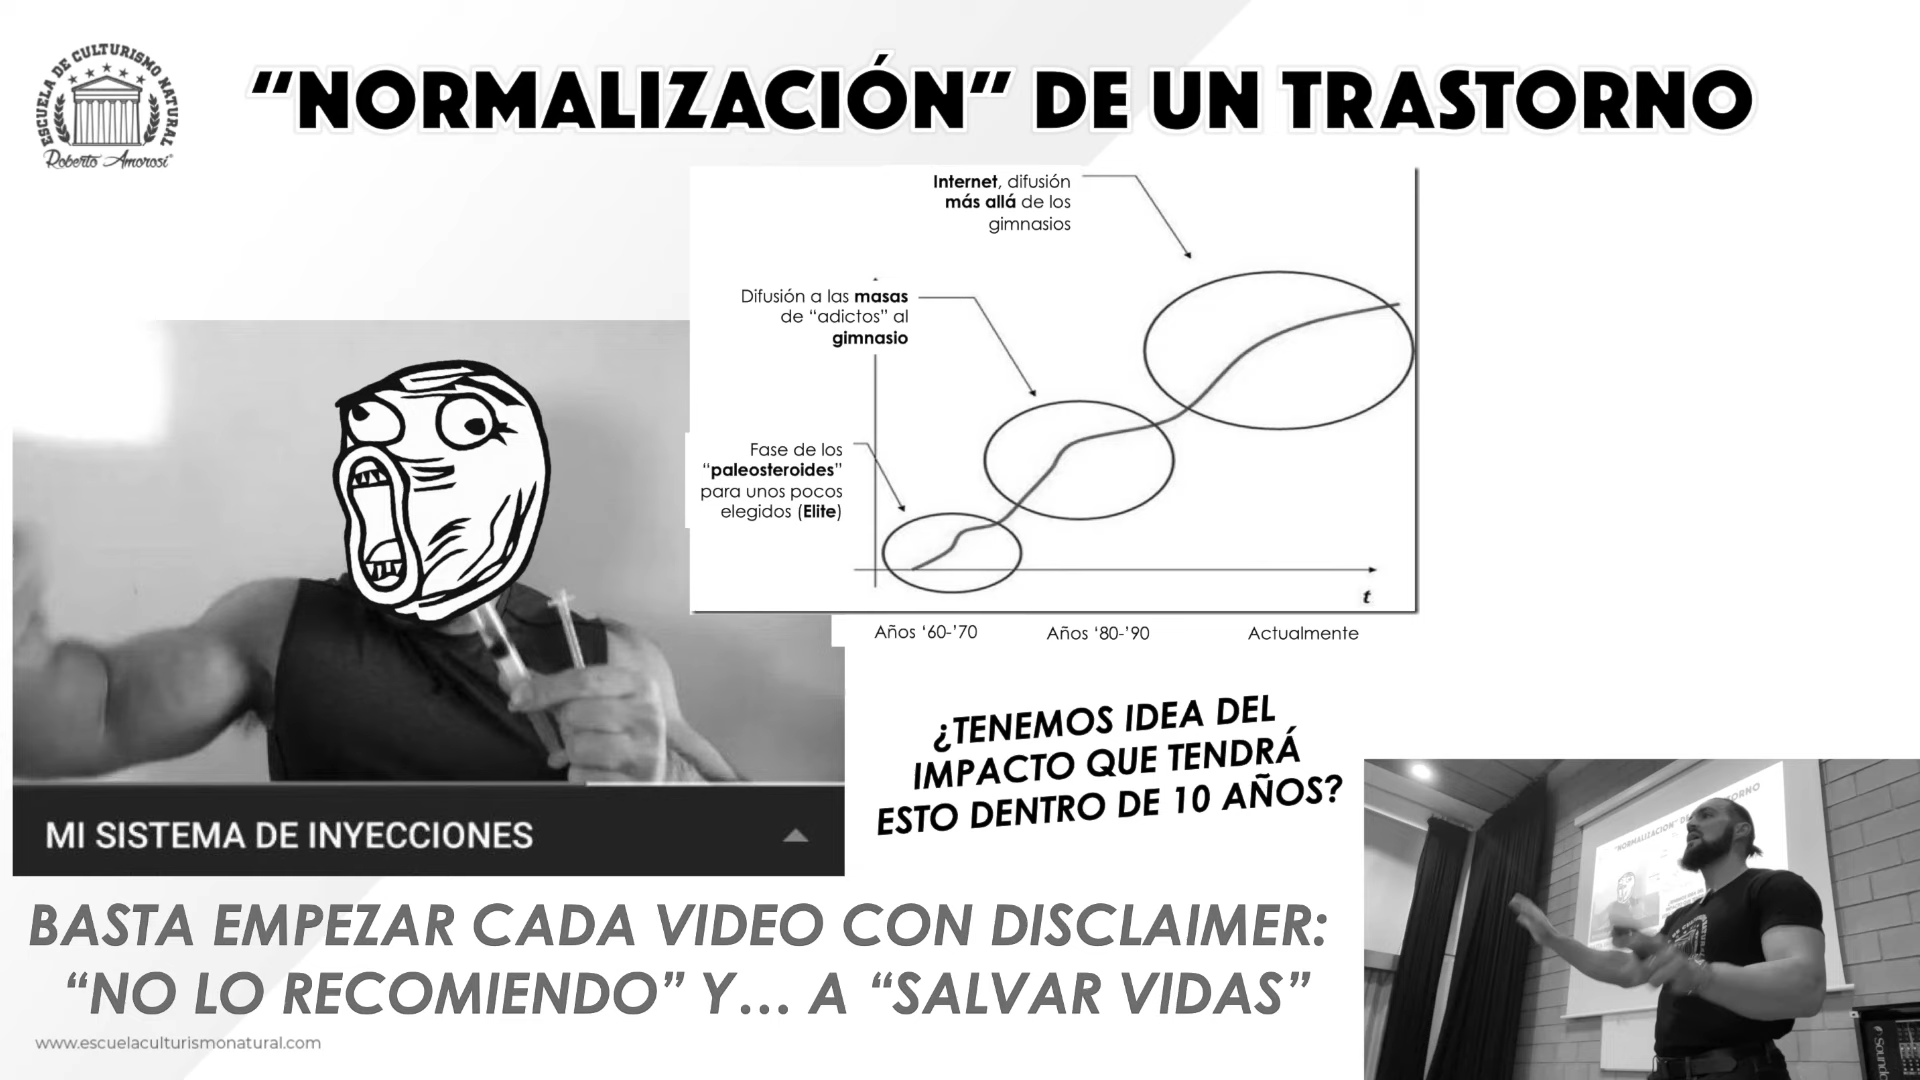 ESCUELA DE CULTURISMO NATURAL
Roberto Amorosi
“NORMALIZACIÓN” DE UN TRASTORNO
Internet, difusión
más allá de los
gimnasios
Difusión a las masas
de “adictos” al
gimnasio
Fase de los
“paleosteroides”
para unos pocos
elegidos (Elite)
t
Años ‘60-’70
Años ‘80-’90
Actualmente
MI SISTEMA DE INYECCIONES
¿TENEMOS IDEA DEL
IMPACTO QUE TENDRÁ
ESTO DENTRO DE 10 AÑOS?
BASTA EMPEZAR CADA VIDEO CON DISCLAIMER:
“NO LO RECOMIENDO” Y... A “SALVAR VIDAS”
www.escuelaculturismonatural.com